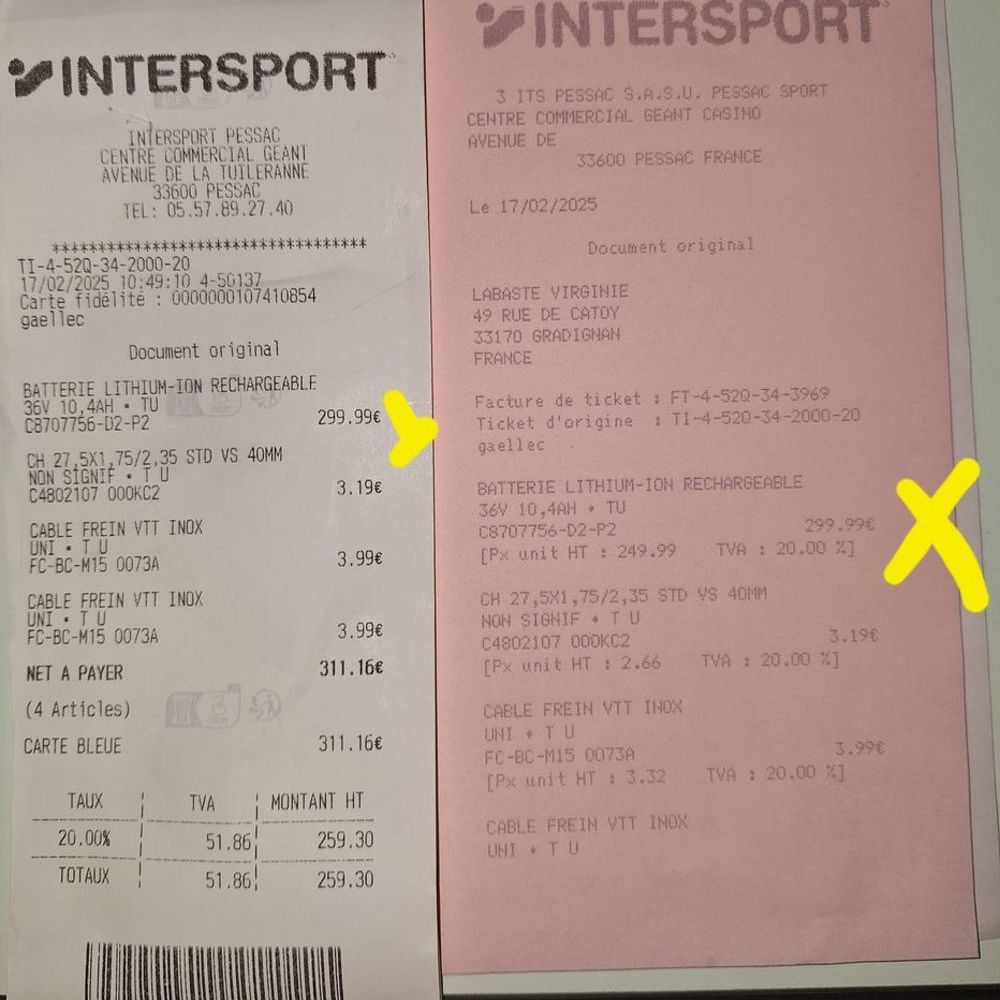 INTERSPORT
INTERSPORT PESSAC
CENTRE COMMERCIAL GEANT
AVENUE DE LA TUILERANNE
33600 PESSAC
TEL: 05.57.89.27.40
***********************************
TI-4-52Q-34-2000-20
17/02/2025 10:49:10 4-50137
Carte fidélité : 0000000107410854
gaellec
Document original
BATTERIE LITHIUM-ION RECHARGEABLE
36V 10,4AH • TU
C8707756-D2-P2 299.99€
CH 27,5X1,75/2,35 STD VS 40MM
NON SIGNIF • T U
C4802107 000KC2 3.19€
CABLE FREIN VTT INOX
UNI • T U
FC-BC-M15 0073A 3.99€
CABLE FREIN VTT INOX
UNI • T U
FC-BC-M15 0073A 3.99€
NET A PAYER 311.16€
(4 Articles)
CARTE BLEUE 311.16€
TAUX TVA MONTANT HT
20.00% 51.86 259.30
TOTAUX 51.86 259.30
INTERSPORT
3 ITS PESSAC S.A.S.U. PESSAC SPORT
CENTRE COMMERCIAL GEANT CASINO
AVENUE DE
33600 PESSAC FRANCE
Le 17/02/2025
Document original
LABASTE VIRGINIE
49 RUE DE CATOY
33170 GRADIGNAN
FRANCE
Facture de ticket : FT-4-52Q-34-3969
Ticket d'origine : TI-4-52Q-34-2000-20
gaellec
BATTERIE LITHIUM-ION RECHARGEABLE
36V 10,4AH • TU
C8707756-D2-P2 299.99€
[Px unit HT : 249.99 TVA : 20.00 %]
CH 27,5X1,75/2,35 STD VS 40MM
NON SIGNIF • T U
C4802107 000KC2 3.19€
[Px unit HT : 2.66 TVA : 20.00 %]
CABLE FREIN VTT INOX
UNI • T U
FC-BC-M15 0073A 3.99€
[Px unit HT : 3.32 TVA : 20.00 %]
CABLE FREIN VTT INOX
UNI • T U